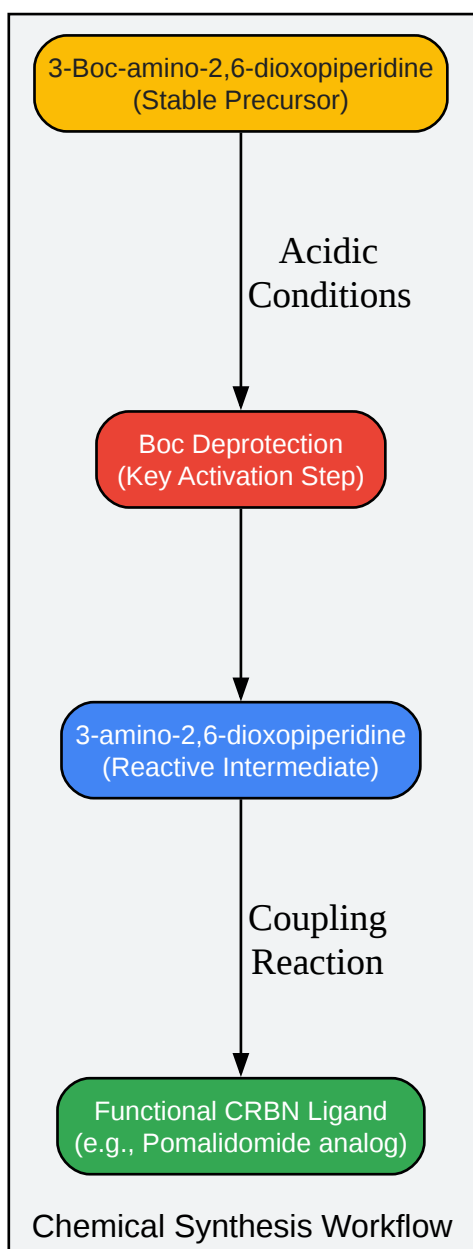 3-Boc-amino-2,6-dioxopiperidine
(Stable Precursor)
Acidic
Conditions
Boc Deprotection
(Key Activation Step)
3-amino-2,6-dioxopiperidine
(Reactive Intermediate)
Coupling
Reaction
Functional CRBN Ligand
(e.g., Pomalidomide analog)
Chemical Synthesis Workflow